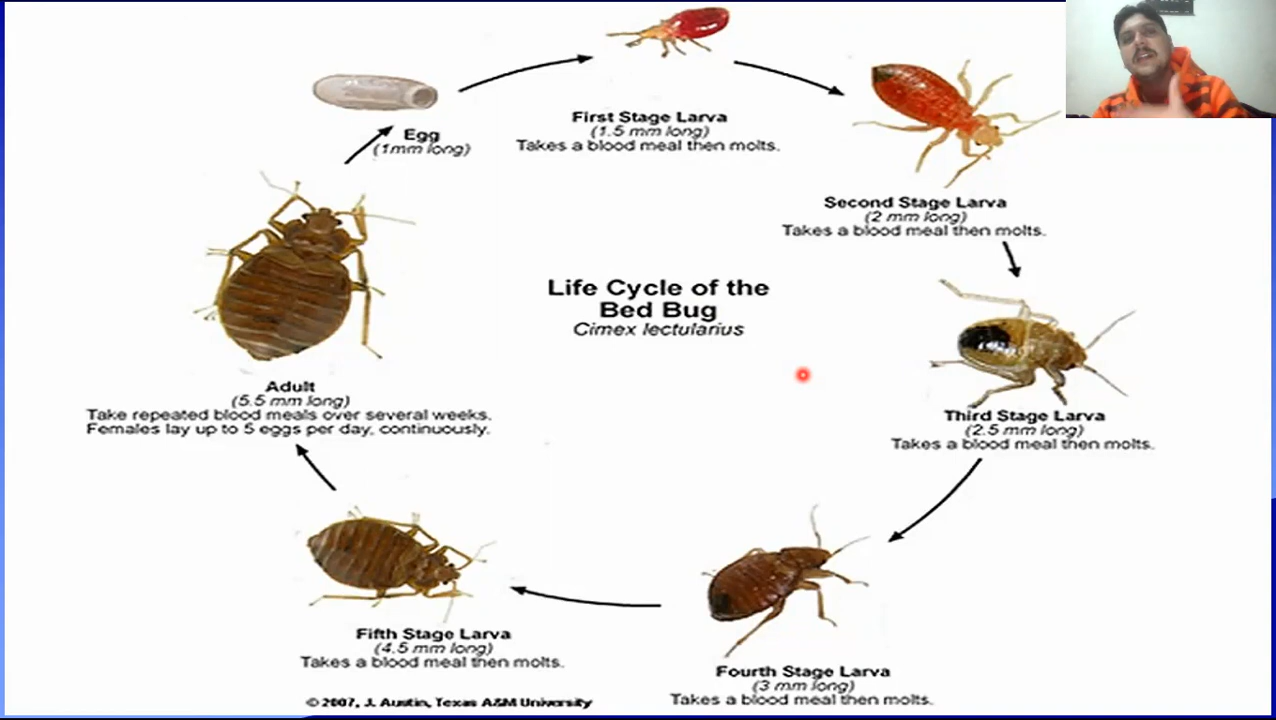 Egg
(1mm long)
First Stage Larva
(1.5 mm long)
Takes a blood meal then molts.
Second Stage Larva
(2 mm long)
Takes a blood meal then molts.
Life Cycle of the
Bed Bug
Cimex lectularius
Third Stage Larva
(2.5 mm long)
Takes a blood meal then molts.
Adult
(5.5 mm long)
Take repeated blood meals over several weeks.
Females lay up to 5 eggs per day, continuously.
Fifth Stage Larva
(4.5 mm long)
Takes a blood meal then molts.
Fourth Stage Larva
(3 mm long)
Takes a blood meal then molts.
© 2007, J. Austin, Texas A&M University